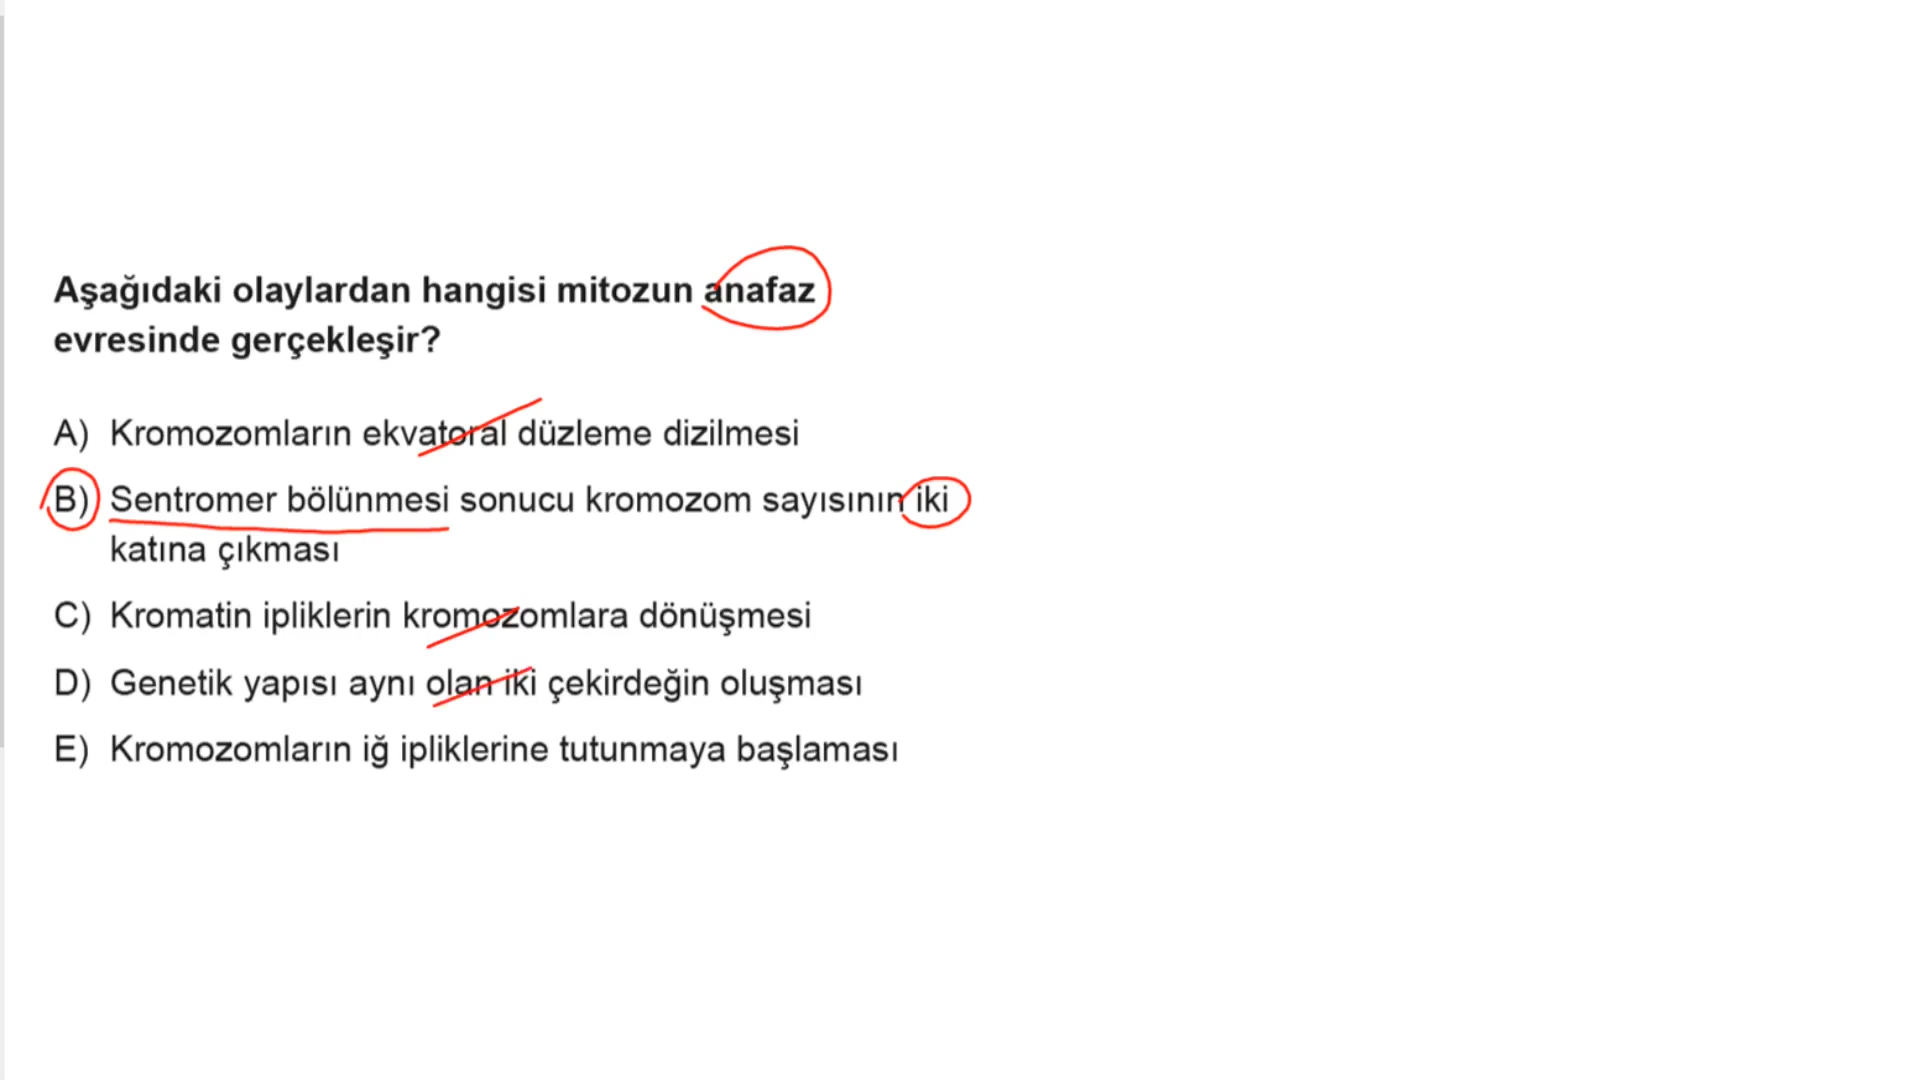 Aşağıdaki olaylardan hangisi mitozun anafaz
evresinde gerçekleşir?
A) Kromozomların ekvatoral düzleme dizilmesi
B) Sentromer bölünmesi sonucu kromozom sayısının iki
katına çıkması
C) Kromatin ipliklerin kromozomlara dönüşmesi
D) Genetik yapısı aynı olan iki çekirdeğin oluşması
E) Kromozomların iğ ipliklerine tutunmaya başlaması